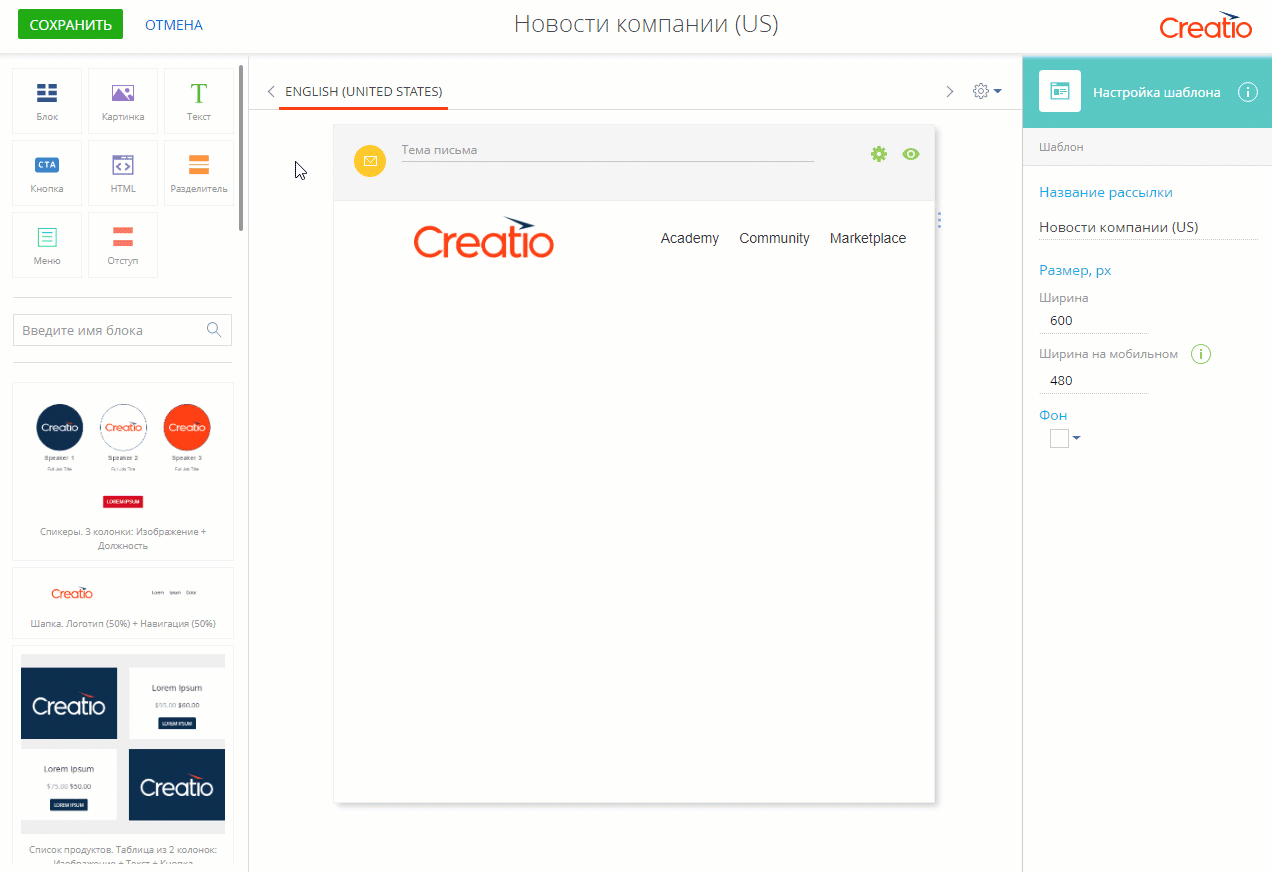 СОХРАНИТЬ
ОТМЕНА
Новости компании (US)
Creatio
Блок
Картинка
Текст
CTA
Кнопка
HTML
Разделитель
Меню
Отступ
Введите имя блока
Creatio
Creatio
Creatio
Speaker 1
Speaker 2
Speaker 3
Full Job Title
Full Job Title
Full Job Title
LOREM IPSUM
Спикеры. 3 колонки: Изображение +
Должность
Creatio
Lorem Ipsum Dolor
Шапка. Логотип (50%) + Навигация (50%)
Creatio
Lorem Ipsum
$95.00 $60.00
LOREM IPSUM
Lorem Ipsum
$75.00 $50.00
LOREM IPSUM
Creatio
Список продуктов. Таблица из 2 колонок:
Изображение + Текст + Кнопка
ENGLISH (UNITED STATES)
Тема письма
Creatio
Academy
Community
Marketplace
Настройка шаблона
Шаблон
Название рассылки
Новости компании (US)
Размер, px
Ширина
600
Ширина на мобильном
480
Фон